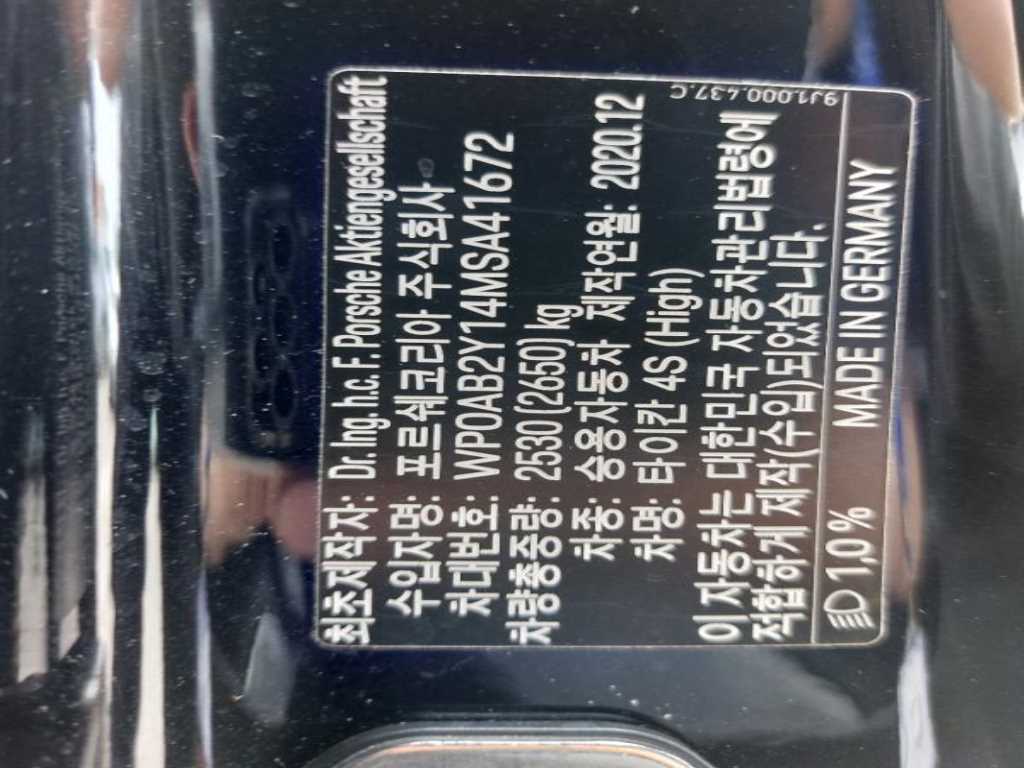 최초제작자: Dr. Ing. h.c. F. Porsche Aktiengesellschaft
수입자명: 포르쉐코리아 주식회사
차대번호: WP0AB2Y14MSA41672
차량총중량: 2530 (2650) kg
차종: 승용자동차 제작연월: 2020.12
차명: 타이칸 4S (High)
이 자동차는 대한민국 자동차관리법령에
적합하게 제작(수입)되었습니다.
9J1.000.437.C
1,0% MADE IN GERMANY